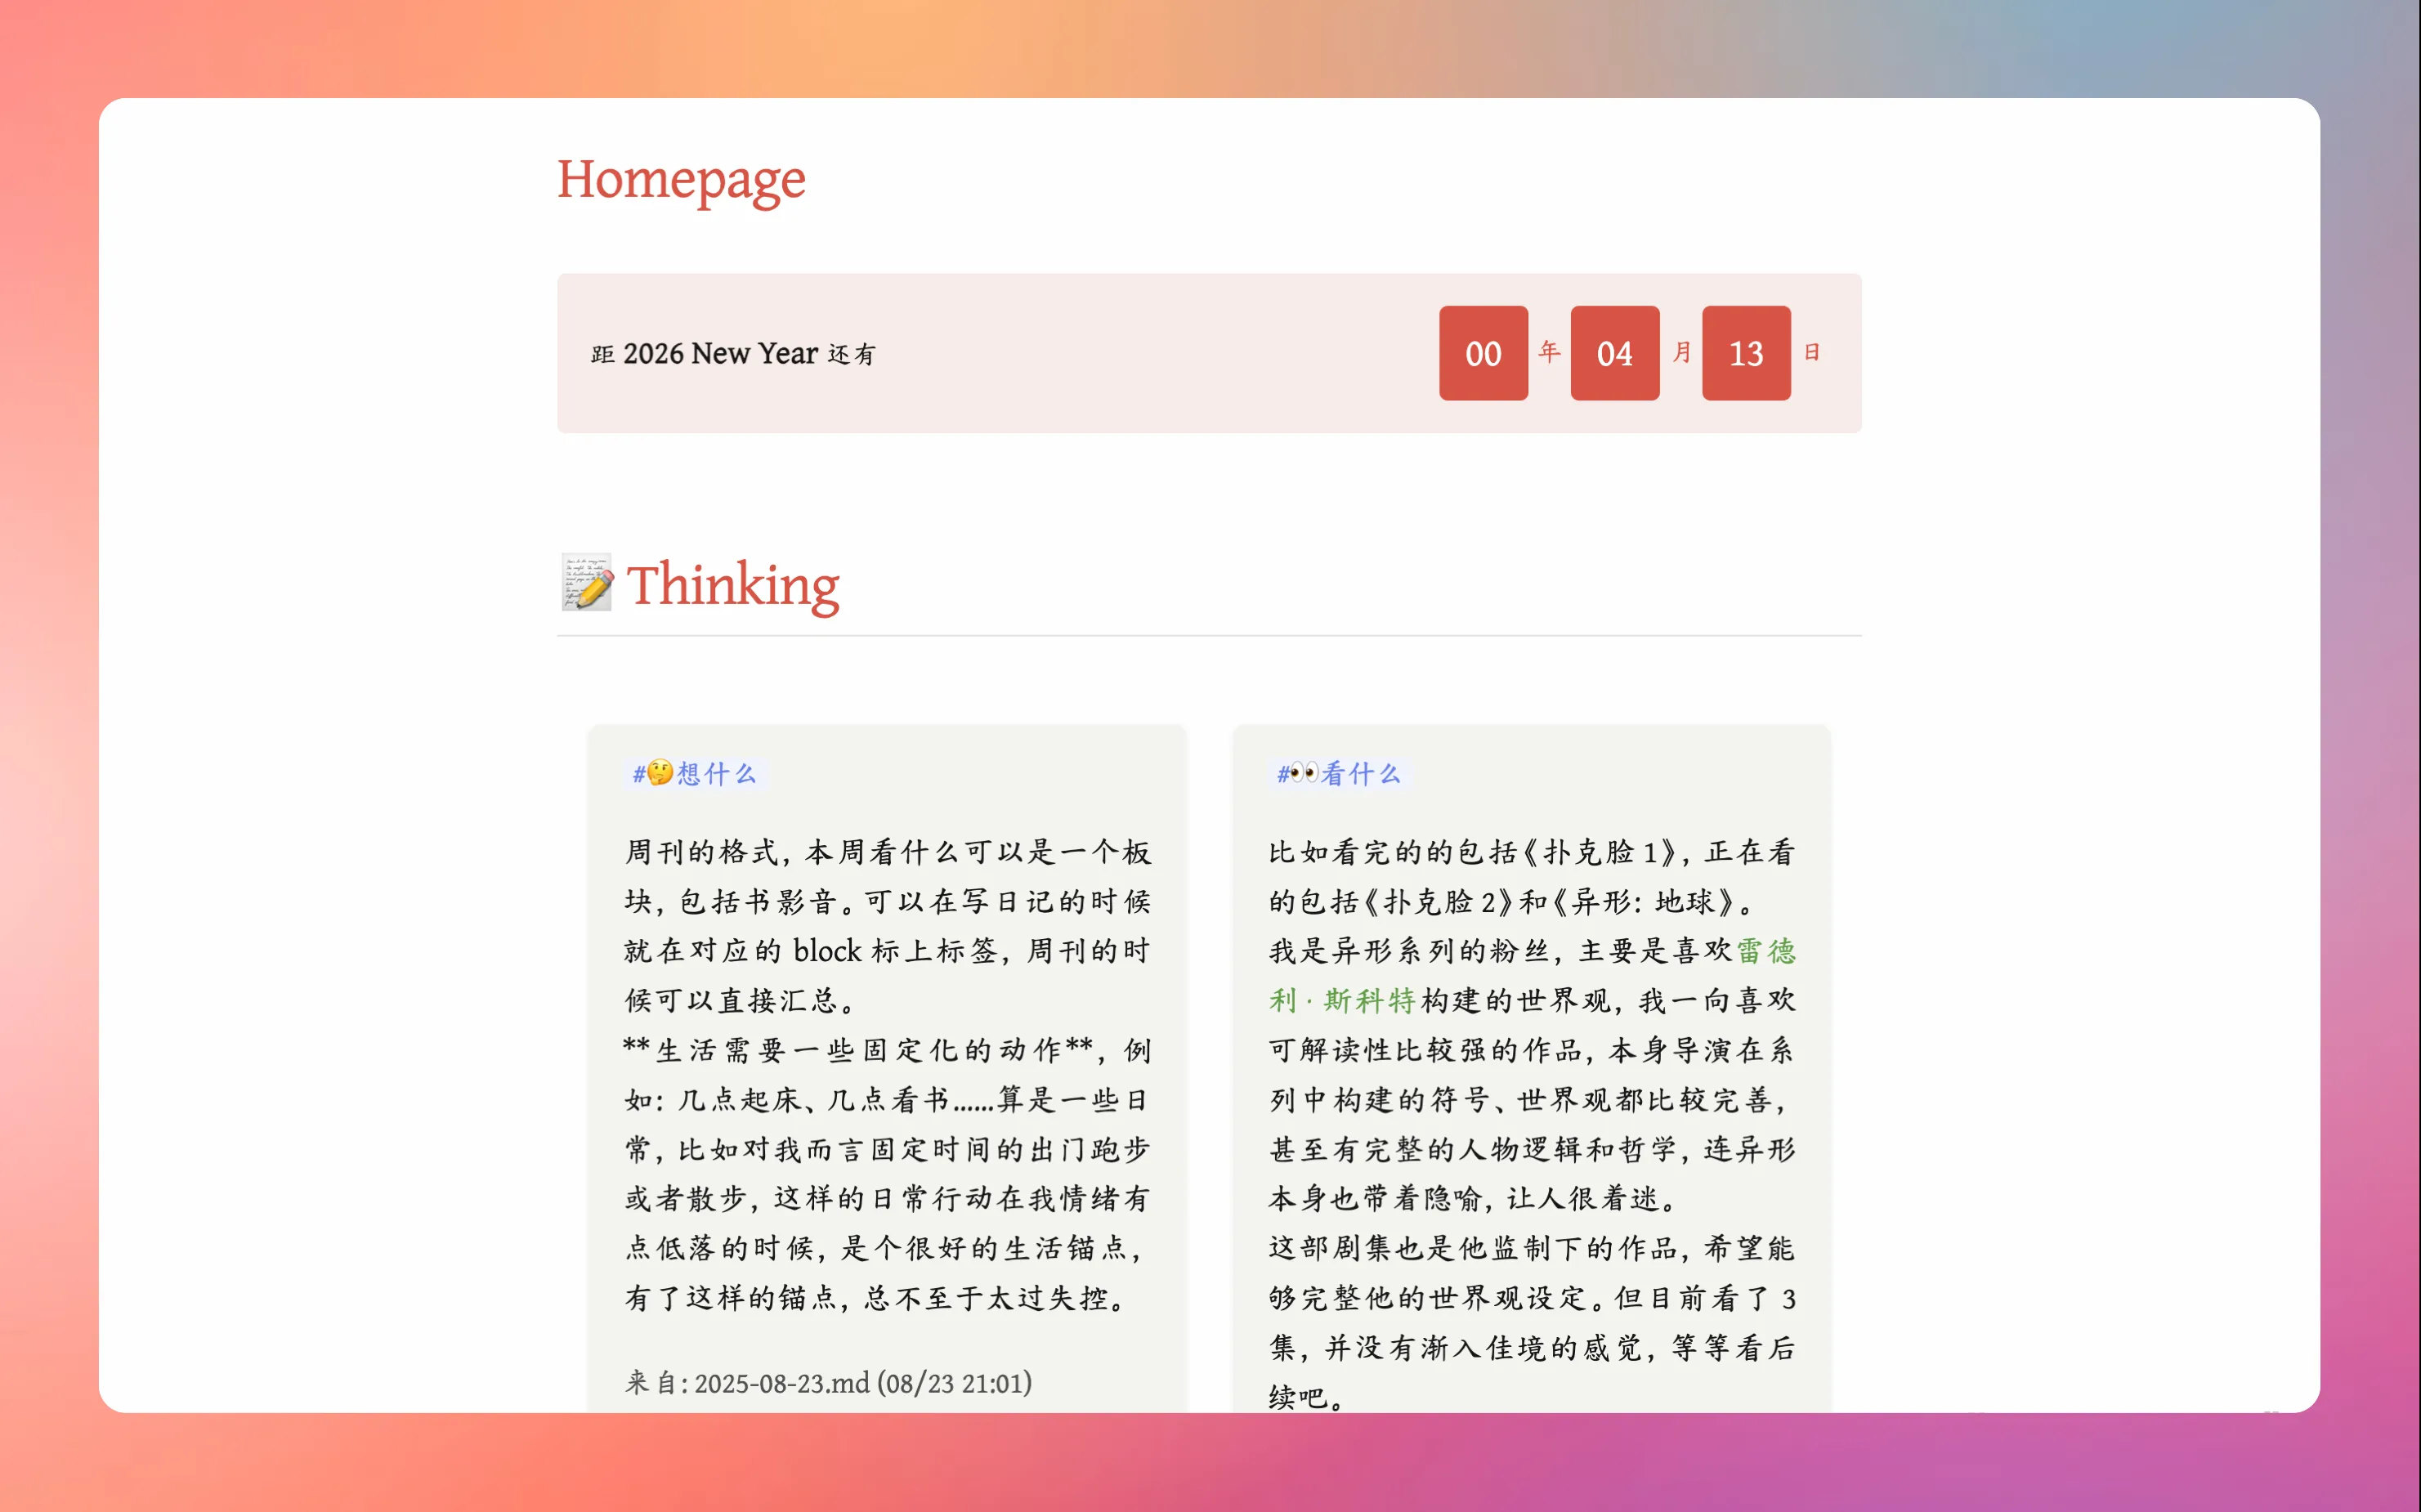 Homepage
距 2026 New Year 还有
00 年 04 月 13 日
📝 Thinking
#🤔想什么
周刊的格式，本周看什么可以是一个板
块，包括书影音。可以在写日记的时候
就在对应的 block 标上标签，周刊的时
候可以直接汇总。
**生活需要一些固定化的动作**，例
如：几点起床、几点看书……算是一些日
常，比如对我而言固定时间的出门跑步
或者散步，这样的日常行动在我情绪有
点低落的时候，是个很好的生活锚点，
有了这样的锚点，总不至于太过失控。
来自: 2025-08-23.md (08/23 21:01)
#👀看什么
比如看完的的包括《扑克脸 1》，正在看
的包括《扑克脸 2》和《异形：地球》。
我是异形系列的粉丝，主要是喜欢雷德
利·斯科特构建的世界观，我一向喜欢
可解读性比较强的作品，本身导演在系
列中构建的符号、世界观都比较完善，
甚至有完整的人物逻辑和哲学，连异形
本身也带着隐喻，让人很着迷。
这部剧集也是他监制下的作品，希望能
够完整他的世界观设定。但目前看了 3
集，并没有渐入佳境的感觉，等等看后
续吧。